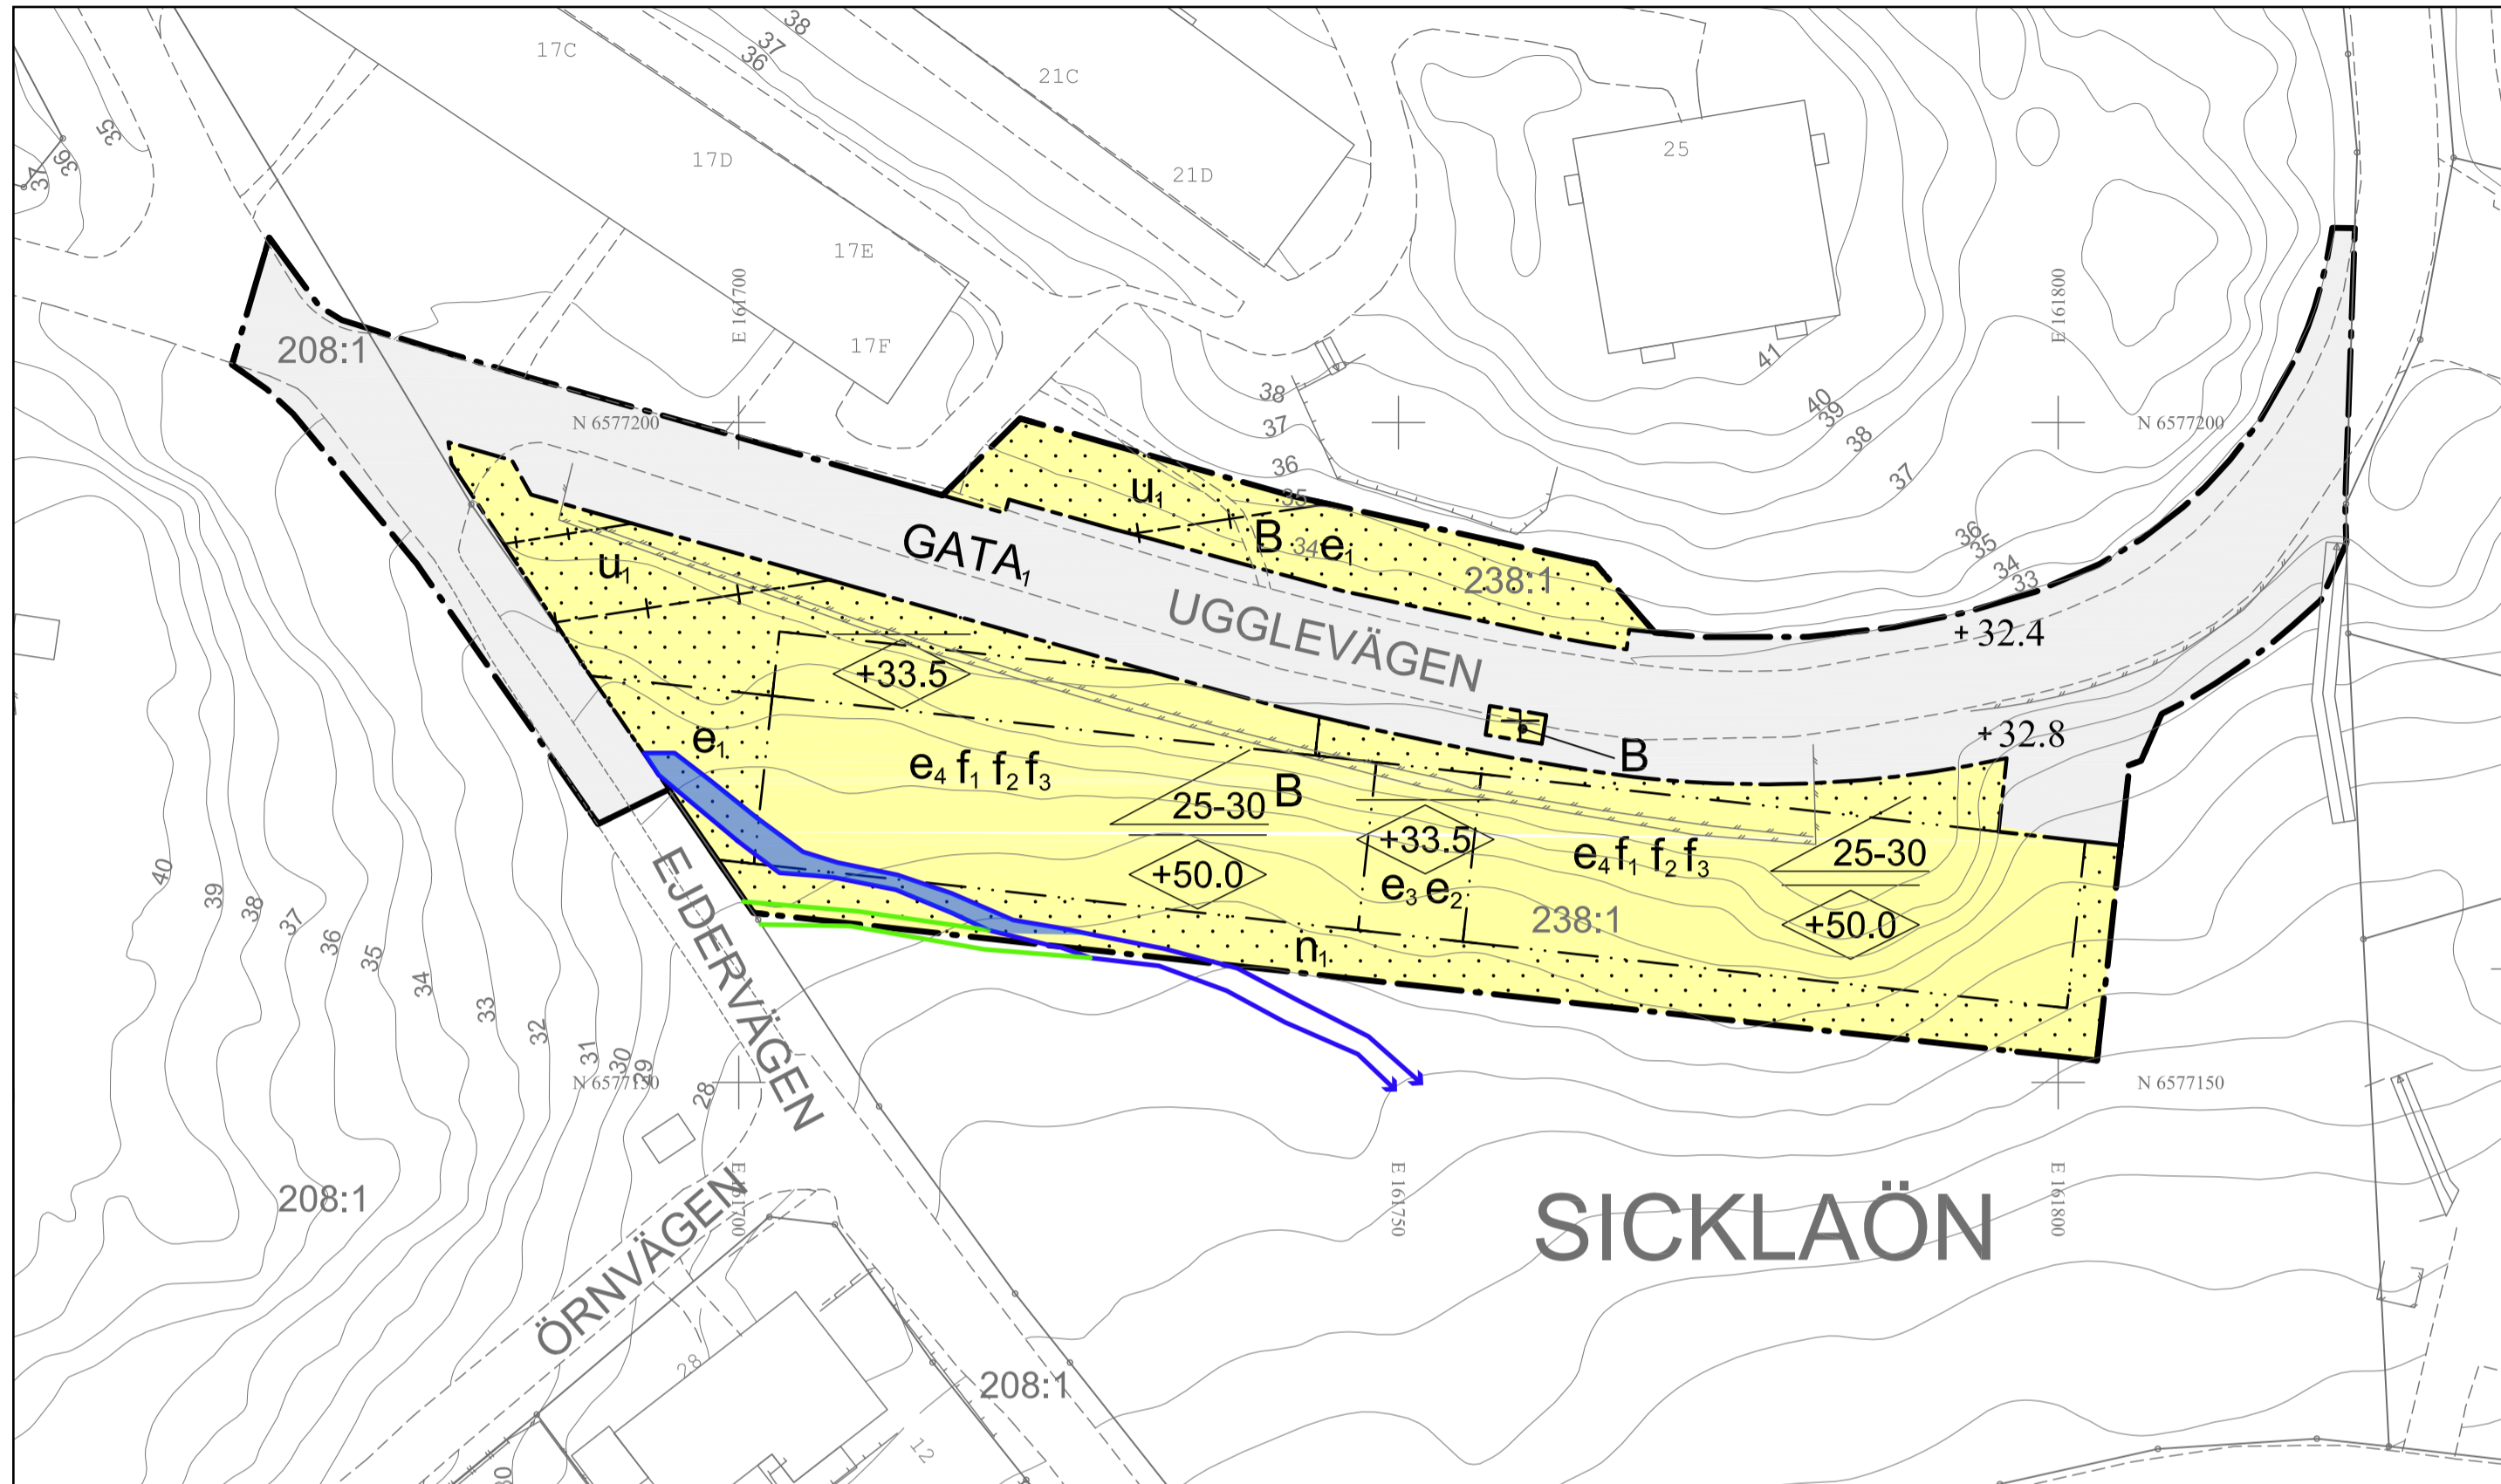 38
37
36
17C
21C
35
36
37
17D
21D
25
17E
E 161700
E 161800
17F
208:1
41
38
40
39
N 6577200
N 6577200
37
38
36
37
35
u1
GATA1
B
34
e1
36
35
34
33
u1
238:1
UGGLEVÄGEN
+ 32.4
+33.5
+ 32.8
e1
B
e4 f1 f2 f3
25-30
B
+33.5
e4 f1 f2 f3
25-30
+50.0
e3 e2
238:1
+50.0
n1
40
39
38
37
36
35
34
33
32
31
30
29
28
EJDERVÄGEN
N 6577150
N 6577150
E 161700
E 161750
E 161800
208:1
SICKLAÖN
ÖRNVÄGEN
28
208:1
12
30